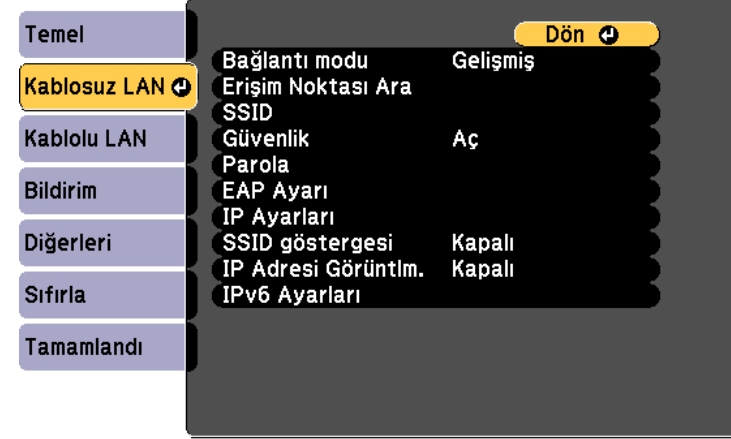 Temel
Kablosuz LAN
Kablolu LAN
Bildirim
Diğerleri
Sıfırla
Tamamlandı
Dön
Bağlantı modu Gelişmiş
Erişim Noktası Ara
SSID
Güvenlik Aç
Parola
EAP Ayarı
IP Ayarları
SSID göstergesi Kapalı
IP Adresi Görüntlm. Kapalı
IPv6 Ayarları